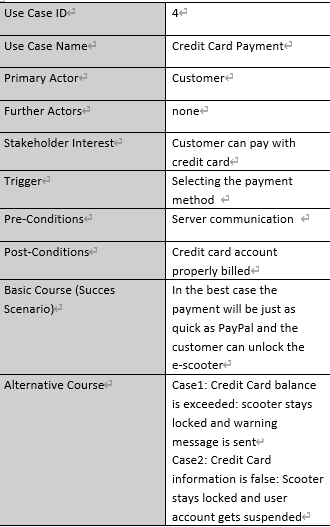 Use Case ID 4
Use Case Name Credit Card Payment
Primary Actor Customer
Further Actors none
Stakeholder Interest Customer can pay with
credit card
Trigger Selecting the payment
method
Pre-Conditions Server communication
Post-Conditions Credit card account
properly billed
Basic Course (Succes
Scenario)
In the best case the
payment will be just as
quick as PayPal and the
customer can unlock the
e-scooter
Alternative Course
Case1: Credit Card balance
is exceeded: scooter stays
locked and warning
message is sent
Case2: Credit Card
information is false: Scooter
stays locked and user
account gets suspended